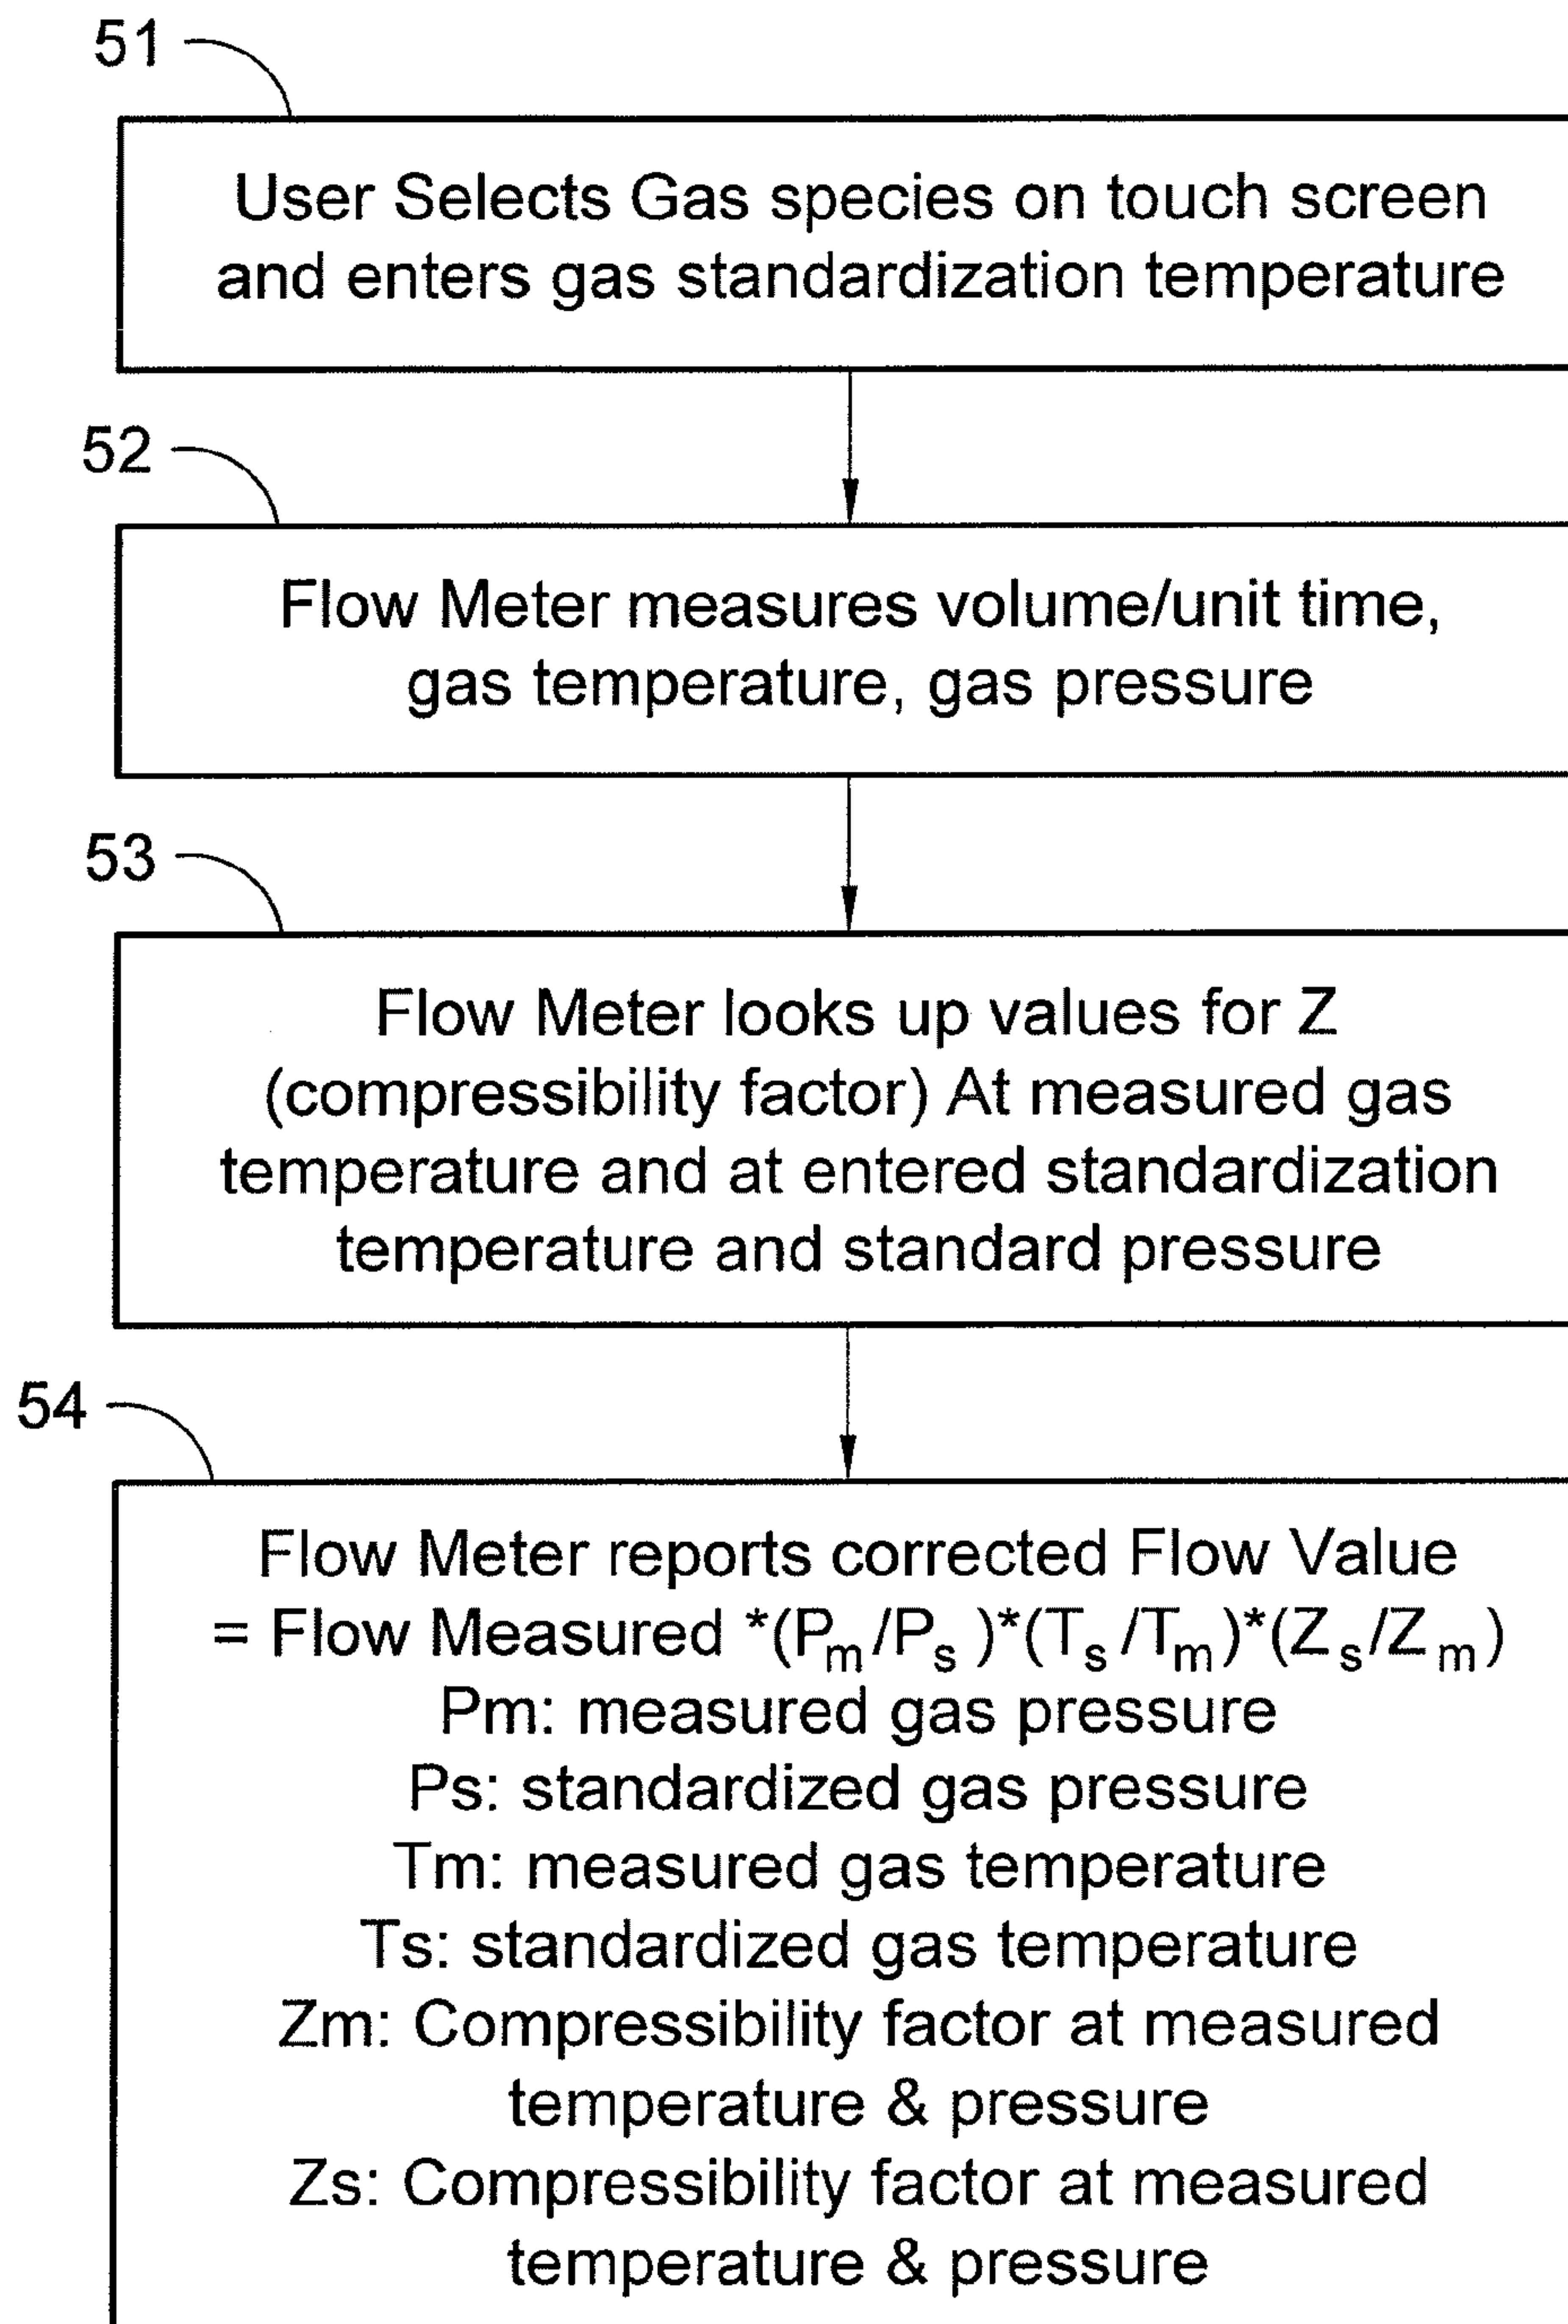 51
User Selects Gas species on touch screen
and enters gas standardization temperature
52
Flow Meter measures volume/unit time,
gas temperature, gas pressure
53
Flow Meter looks up values for Z
(compressibility factor) At measured gas
temperature and at entered standardization
temperature and standard pressure
54
Flow Meter reports corrected Flow Value
= Flow Measured *(Pm/Ps)*(Ts/Tm)*(Zs/Zm)
Pm: measured gas pressure
Ps: standardized gas pressure
Tm: measured gas temperature
Ts: standardized gas temperature
Zm: Compressibility factor at measured
temperature & pressure
Zs: Compressibility factor at measured
temperature & pressure